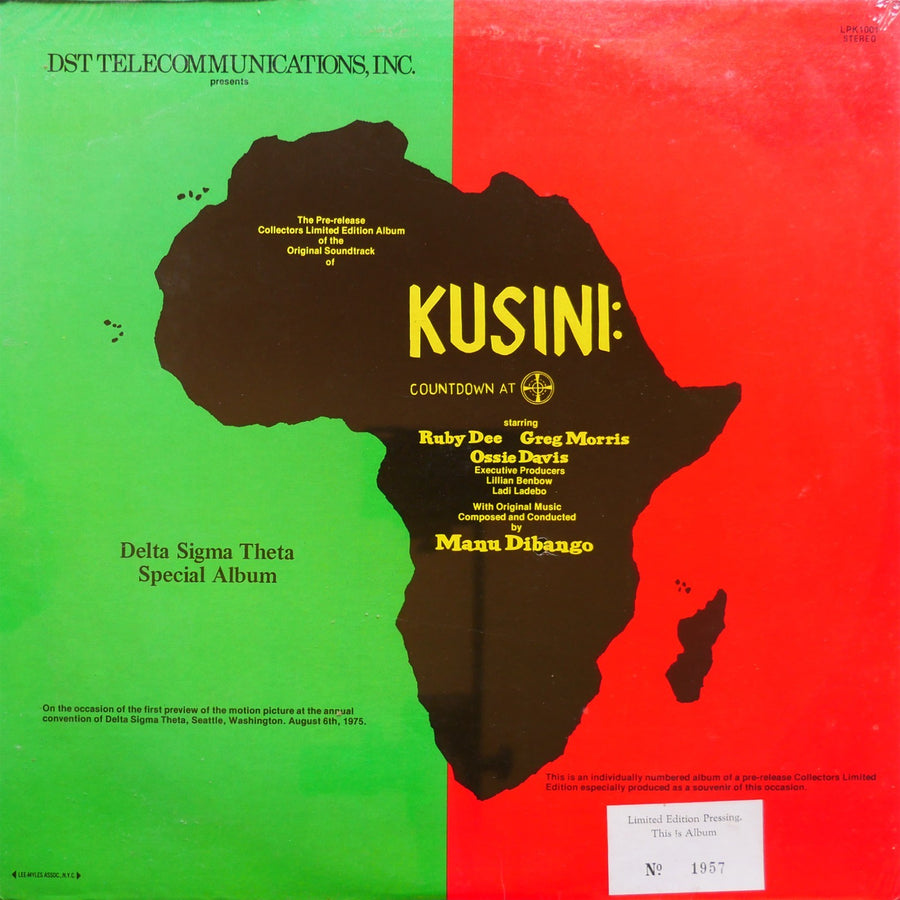 DST TELECOMMUNICATIONS, INC.
presents
LPK1001
STEREO
The Pre-release
Collectors Limited Edition Album
of the
Original Soundtrack
of
KUSINI:
COUNTDOWN AT
starring
Ruby Dee Greg Morris
Ossie Davis
Executive Producers
Lillian Benbow
Ladi Ladebo
With Original Music
Composed and Conducted
by
Manu Dibango
Delta Sigma Theta
Special Album
On the occasion of the first preview of the motion picture at the annual
convention of Delta Sigma Theta, Seattle, Washington. August 6th, 1975.
This is an individually numbered album of a pre-release Collectors Limited
Edition especially produced as a souvenir of this occasion.
Limited Edition Pressing.
This is Album
Nº 1957
LEE-MYLES ASSOC., N.Y.C.